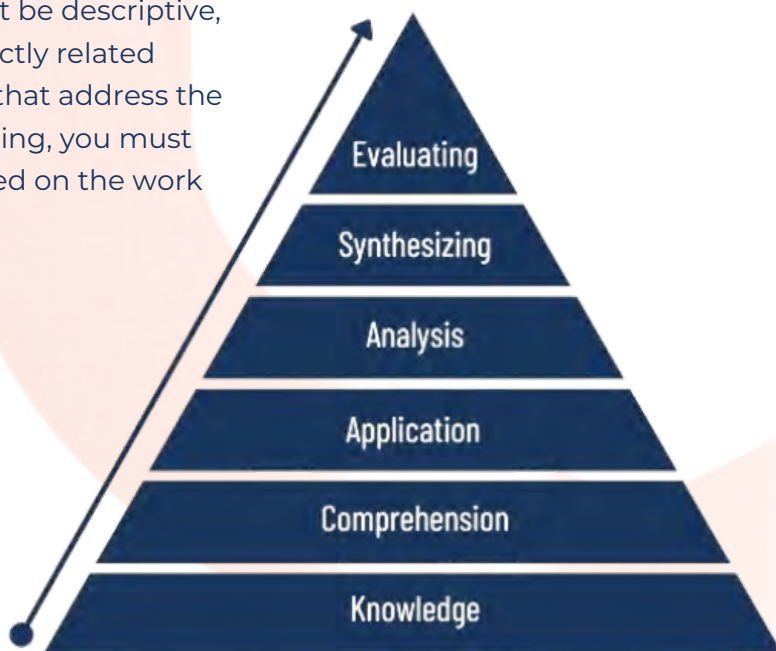 t be descriptive,
ctly related
that address the
ing, you must
ed on the work
Evaluating
Synthesizing
Analysis
Application
Comprehension
Knowledge